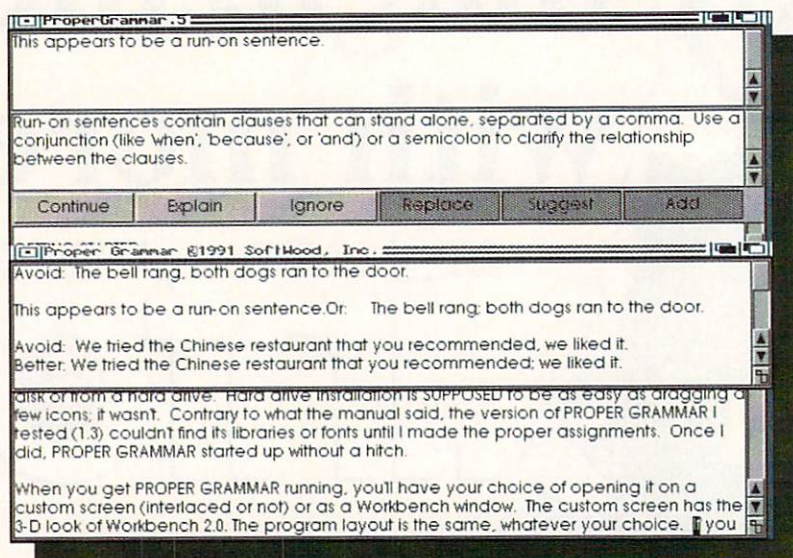 ProperGrammar.5
This appears to be a run-on sentence.
Run-on sentences contain clauses that can stand alone, separated by a comma. Use a
conjunction (like 'when', 'because', or 'and') or a semicolon to clarify the relationship
between the clauses.
Continue Explain Ignore Replace Suggest Add
GETTING STARTED
Proper Grammar ©1991 SoftWood, Inc.
Avoid: The bell rang, both dogs ran to the door.
This appears to be a run-on sentence.Or: The bell rang; both dogs ran to the door.
Avoid: We tried the Chinese restaurant that you recommended, we liked it.
Better: We tried the Chinese restaurant that you recommended; we liked it.
disk or from a hard drive. Hard drive installation is SUPPOSED to be as easy as dragging a
few icons; it wasn't. Contrary to what the manual said, the version of PROPER GRAMMAR I
tested (1.3) couldn't find its libraries or fonts until I made the proper assignments. Once I
did, PROPER GRAMMAR started up without a hitch.
When you get PROPER GRAMMAR running, you'll have your choice of opening it on a
custom screen (interlaced or not) or as a Workbench window. The custom screen has the
3-D look of Workbench 2.0. The program layout is the same, whatever your choice. If you